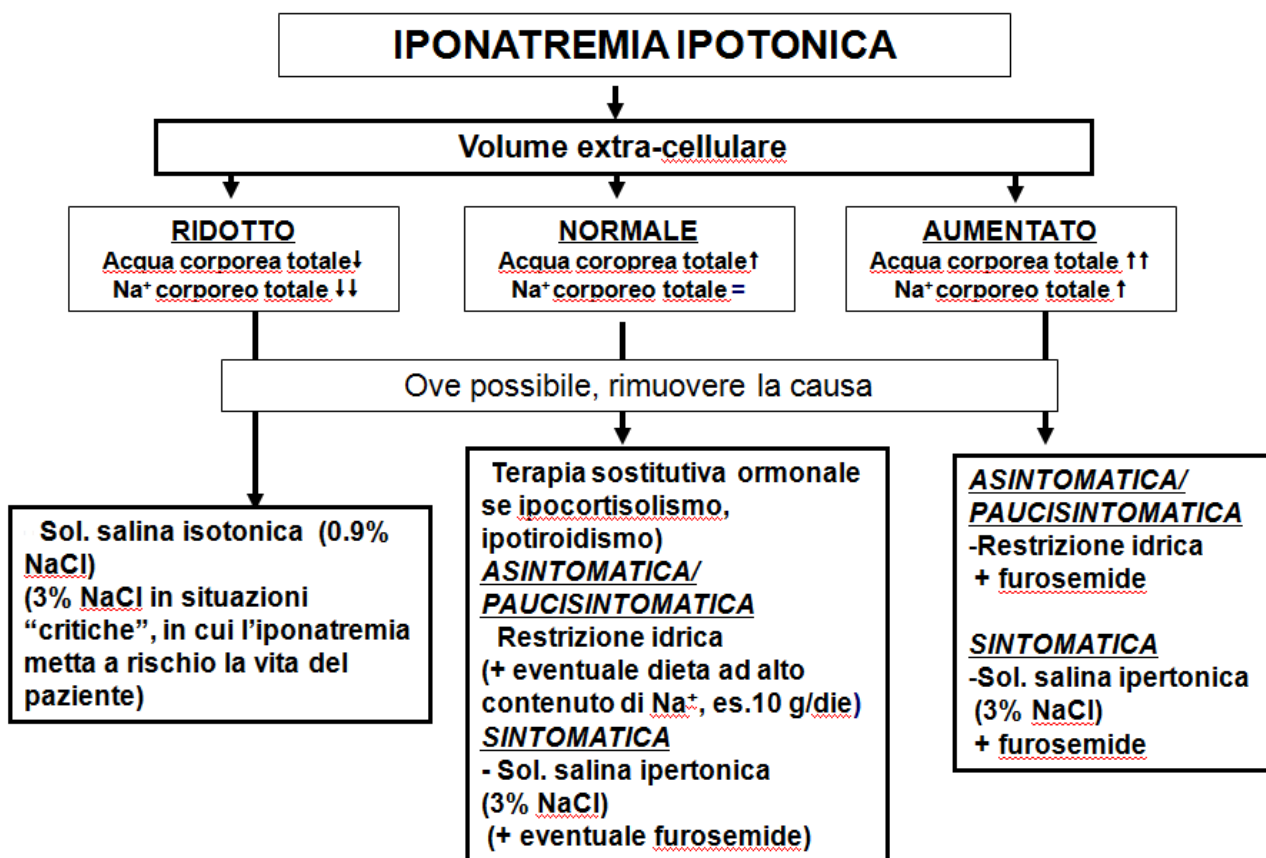 IPONATREMIA IPOTONICA
Volume extra-cellulare
RIDOTTO
Acqua corporea totale↓
Na⁺ corporeo totale ↓↓
NORMALE
Acqua coroprea totale↑
Na⁺ corporeo totale =
AUMENTATO
Acqua corporea totale ↑↑
Na⁺ corporeo totale ↑
Ove possibile, rimuovere la causa
Sol. salina isotonica (0.9%
NaCl)
(3% NaCl in situazioni
“critiche”, in cui l’iponatremia
metta a rischio la vita del
paziente)
Terapia sostitutiva ormonale
se ipocortisolismo,
ipotiroidismo)
ASINTOMATICA/
PAUCISINTOMATICA
Restrizione idrica
(+ eventuale dieta ad alto
contenuto di Na⁺, es.10 g/die)
SINTOMATICA
- Sol. salina ipertonica
(3% NaCl)
(+ eventuale furosemide)
ASINTOMATICA/
PAUCISINTOMATICA
-Restrizione idrica
+ furosemide
SINTOMATICA
-Sol. salina ipertonica
(3% NaCl)
+ furosemide